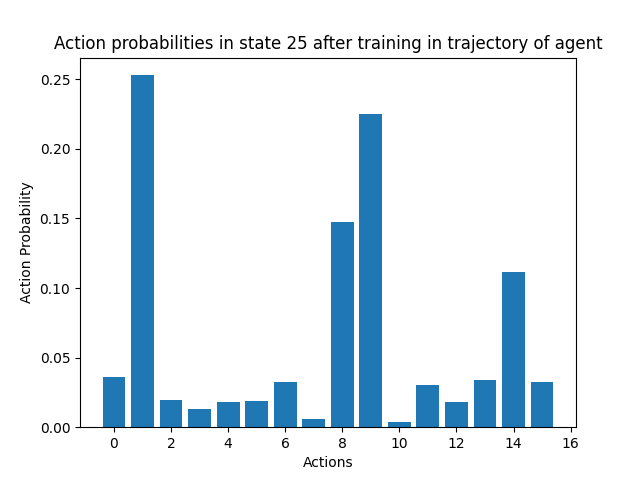 Action probabilities in state 25 after training in trajectory of agent
0.25
0.20
0.15
0.10
0.05
0.00
Action Probability
0 2 4 6 8 10 12 14 16
Actions